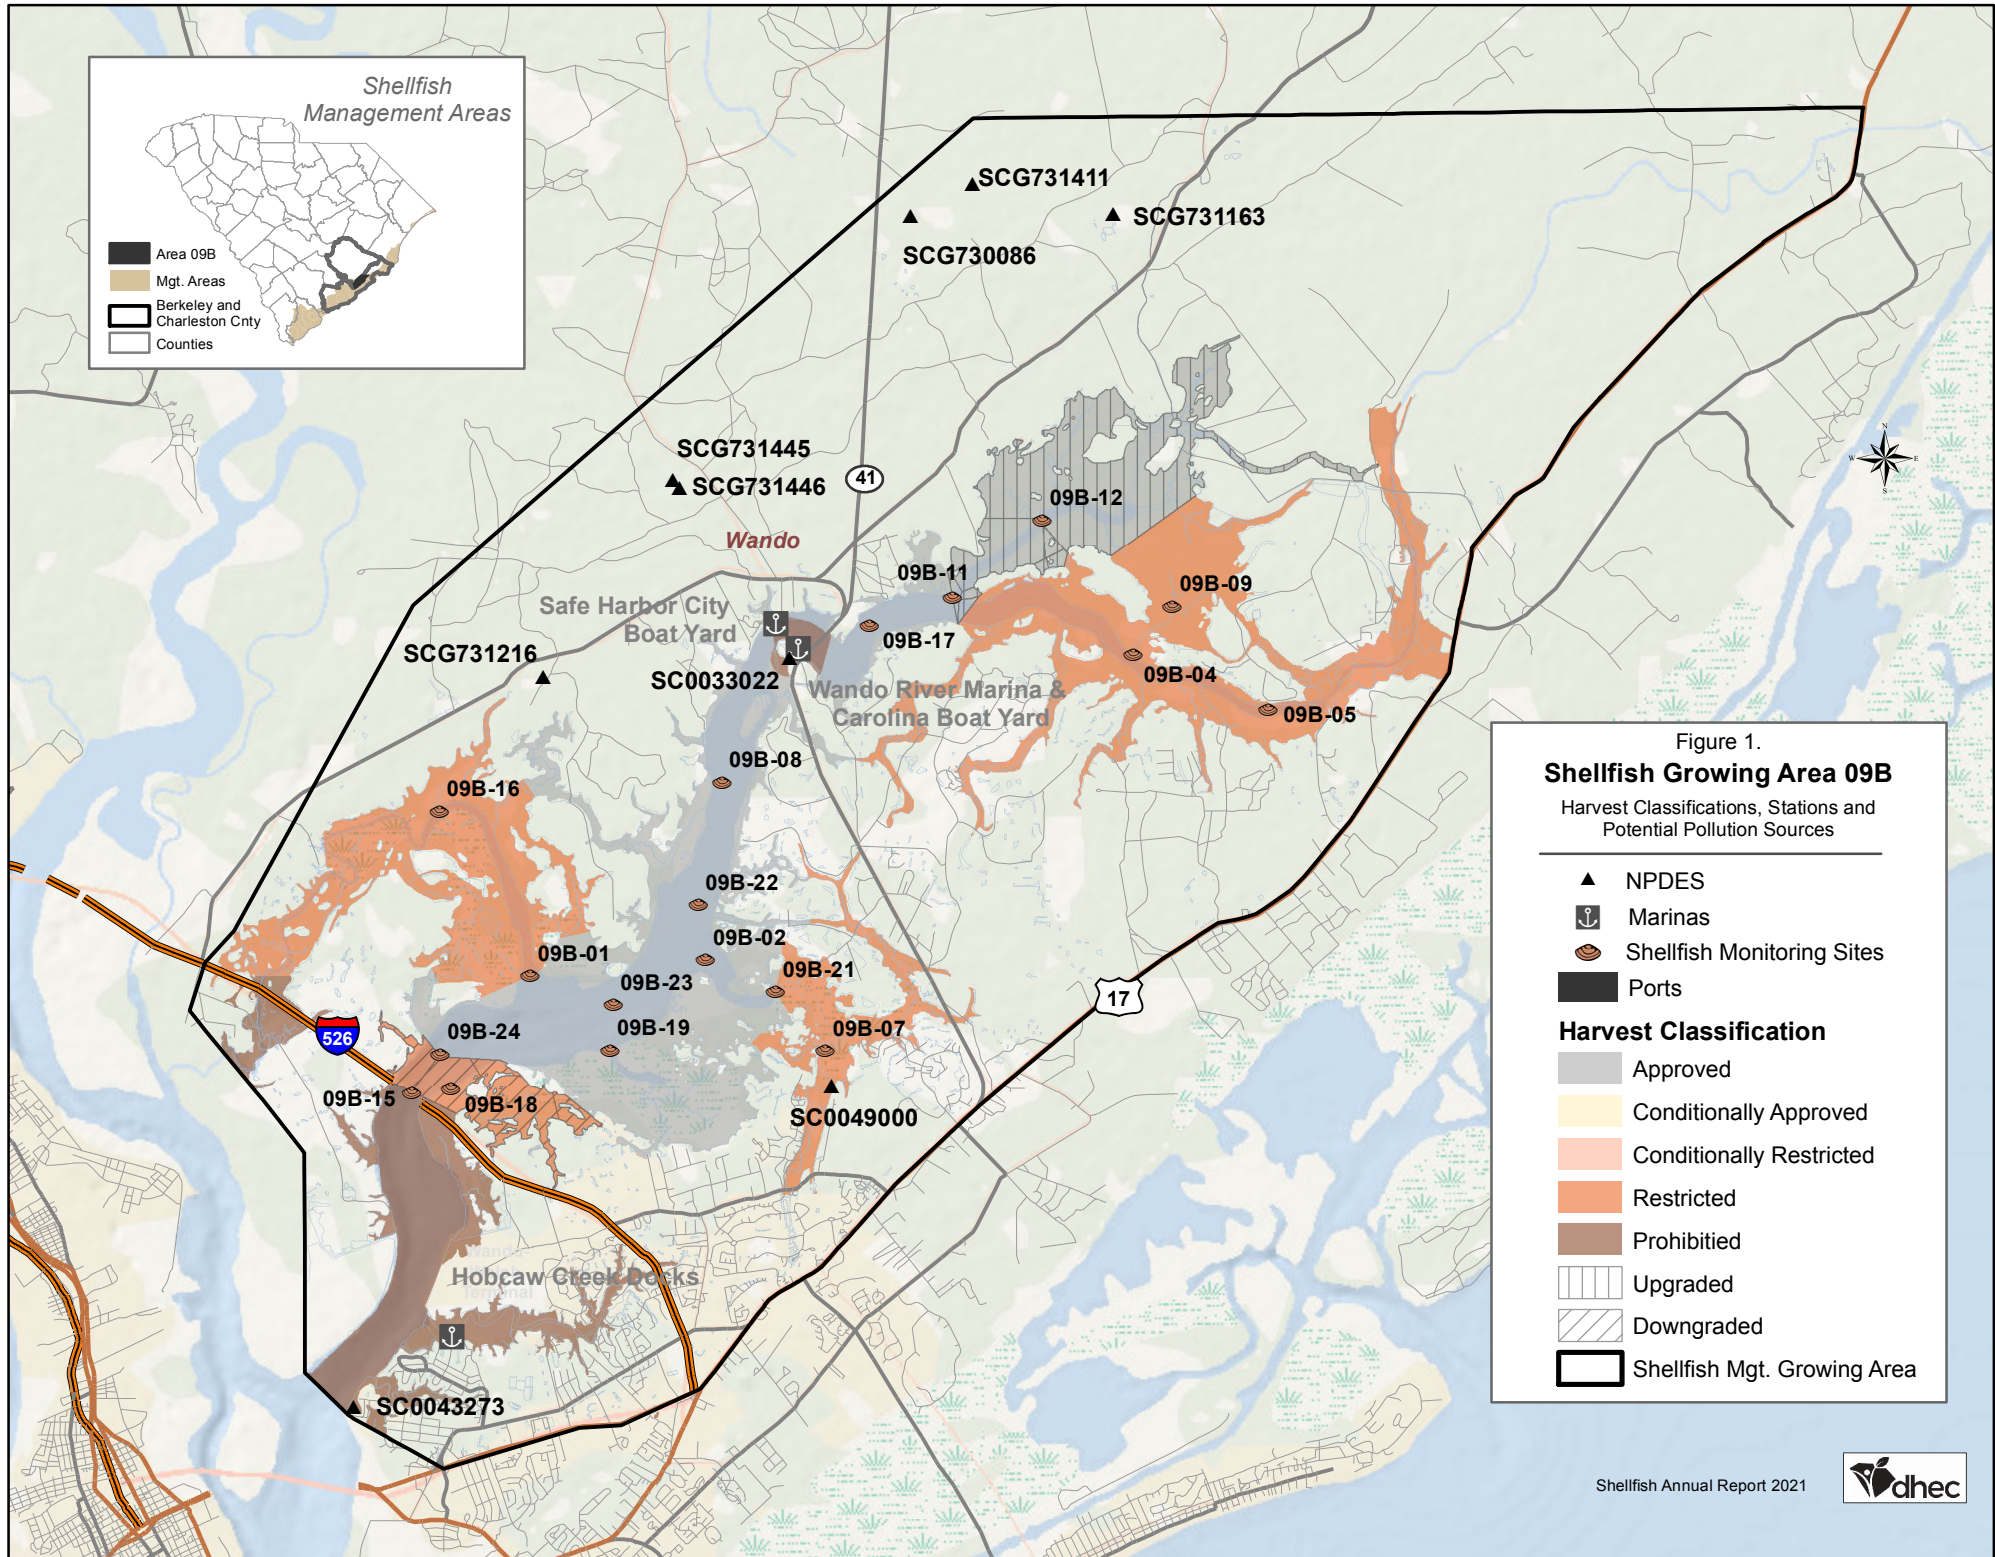 Shellfish
Management Areas
Area 09B
Mgt. Areas
Berkeley and
Charleston Cnty
Counties
SCG731411
SCG731163
SCG730086
SCG731445
SCG731446
41
Wando
09B-12
09B-11
09B-09
Safe Harbor City
Boat Yard
09B-17
SCG731216
SC0033022
09B-04
Wando River Marina &
Carolina Boat Yard
09B-05
09B-08
09B-16
09B-22
09B-02
09B-01
09B-21
09B-23
17
09B-24
09B-19
09B-07
526
09B-15
09B-18
SC0049000
Wando
Hobcaw Creek Docks
Terminal
SC0043273
N
W
E
S
Figure 1.
Shellfish Growing Area 09B
Harvest Classifications, Stations and
Potential Pollution Sources
NPDES
Marinas
Shellfish Monitoring Sites
Ports
Harvest Classification
Approved
Conditionally Approved
Conditionally Restricted
Restricted
Prohibitied
Upgraded
Downgraded
Shellfish Mgt. Growing Area
Shellfish Annual Report 2021
dhec